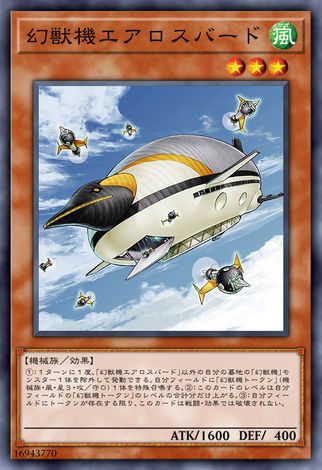 幻獣機エアロスバード
風
【機械族／効果】
①：１ターンに１度、「幻獣機エアロスバード」以外の自分の墓地の「幻獣機」モ
ンスター１体を除外して発動できる。自分フィールドに「幻獣機トークン」（機
械族・風・星３・攻／守０）１体を特殊召喚する。②：このカードのレベルは自分
フィールドの「幻獣機トークン」のレベルの合計分だけ上がる。③：自分フィー
ルドにトークンが存在する限り、このカードは戦闘・効果では破壊されない。
ATK/1600 DEF/ 400
16943770